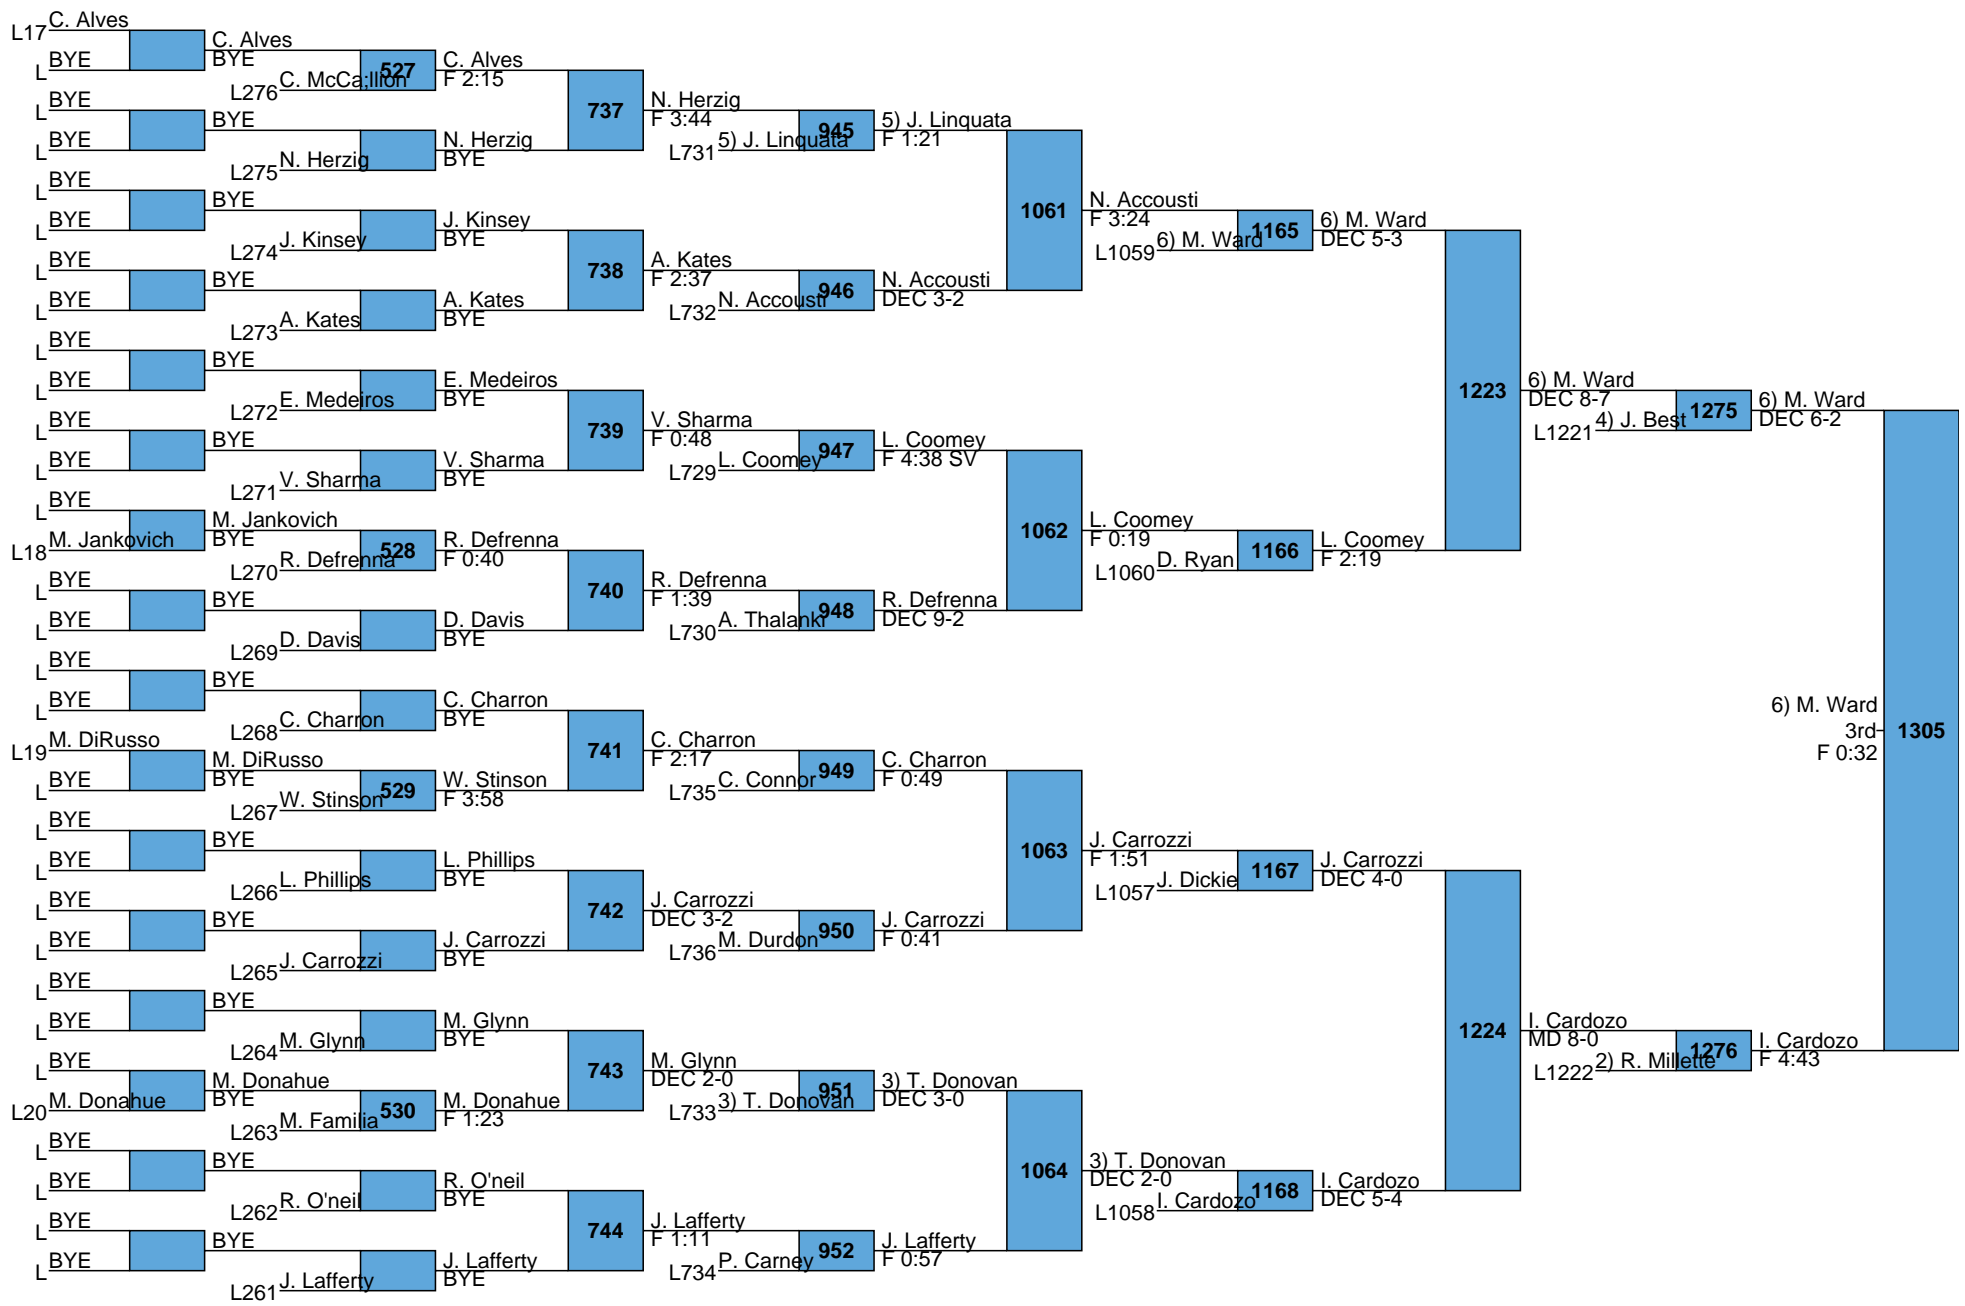 C. Alves
L17
BYE
L
C. Alves
BYE
C. McCa;llion
L276
527
C. Alves
F 2:15
BYE
L
BYE
L
BYE
N. Herzig
L275
N. Herzig
BYE
737
N. Herzig
F 3:44
5) J. Linquata
L731
945
5) J. Linquata
F 1:21
BYE
L
BYE
L
BYE
J. Kinsey
L274
J. Kinsey
BYE
BYE
L
BYE
L
BYE
A. Kates
L273
A. Kates
BYE
738
A. Kates
F 2:37
N. Accousti
L732
946
N. Accousti
DEC 3-2
1061
N. Accousti
F 3:24
6) M. Ward
L1059
1165
6) M. Ward
DEC 5-3
BYE
L
BYE
L
BYE
E. Medeiros
L272
E. Medeiros
BYE
BYE
L
BYE
L
BYE
V. Sharma
L271
V. Sharma
BYE
739
V. Sharma
F 0:48
L. Coomey
L729
947
L. Coomey
F 4:38 SV
BYE
L
M. Jankovich
L18
M. Jankovich
BYE
R. Defrenna
L270
528
R. Defrenna
F 0:40
BYE
L
BYE
L
BYE
D. Davis
L269
D. Davis
BYE
740
R. Defrenna
F 1:39
A. Thalanki
L730
948
R. Defrenna
DEC 9-2
1062
L. Coomey
F 0:19
D. Ryan
L1060
1166
L. Coomey
F 2:19
1223
6) M. Ward
DEC 8-7
4) J. Best
L1221
1275
6) M. Ward
DEC 6-2
BYE
L
BYE
L
BYE
C. Charron
L268
C. Charron
BYE
M. DiRusso
L19
BYE
L
M. DiRusso
BYE
W. Stinson
L267
529
W. Stinson
F 3:58
741
C. Charron
F 2:17
C. Connor
L735
949
C. Charron
F 0:49
BYE
L
BYE
L
BYE
L. Phillips
L266
L. Phillips
BYE
BYE
L
BYE
L
BYE
J. Carrozzi
L265
J. Carrozzi
BYE
742
J. Carrozzi
DEC 3-2
M. Durdon
L736
950
J. Carrozzi
F 0:41
1063
J. Carrozzi
F 1:51
J. Dickie
L1057
1167
J. Carrozzi
DEC 4-0
BYE
L
BYE
L
BYE
M. Glynn
L264
M. Glynn
BYE
BYE
L
M. Donahue
L20
M. Donahue
BYE
M. Familia
L263
530
M. Donahue
F 1:23
743
M. Glynn
DEC 2-0
3) T. Donovan
L733
951
3) T. Donovan
DEC 3-0
BYE
L
BYE
L
BYE
R. O'neil
L262
R. O'neil
BYE
BYE
L
BYE
L
BYE
J. Lafferty
L261
J. Lafferty
BYE
744
J. Lafferty
F 1:11
P. Carney
L734
952
J. Lafferty
F 0:57
1064
3) T. Donovan
DEC 2-0
I. Cardozo
L1058
1168
I. Cardozo
DEC 5-4
1224
I. Cardozo
MD 8-0
2) R. Millette
L1222
1276
I. Cardozo
F 4:43
6) M. Ward
3rd
F 0:32
1305